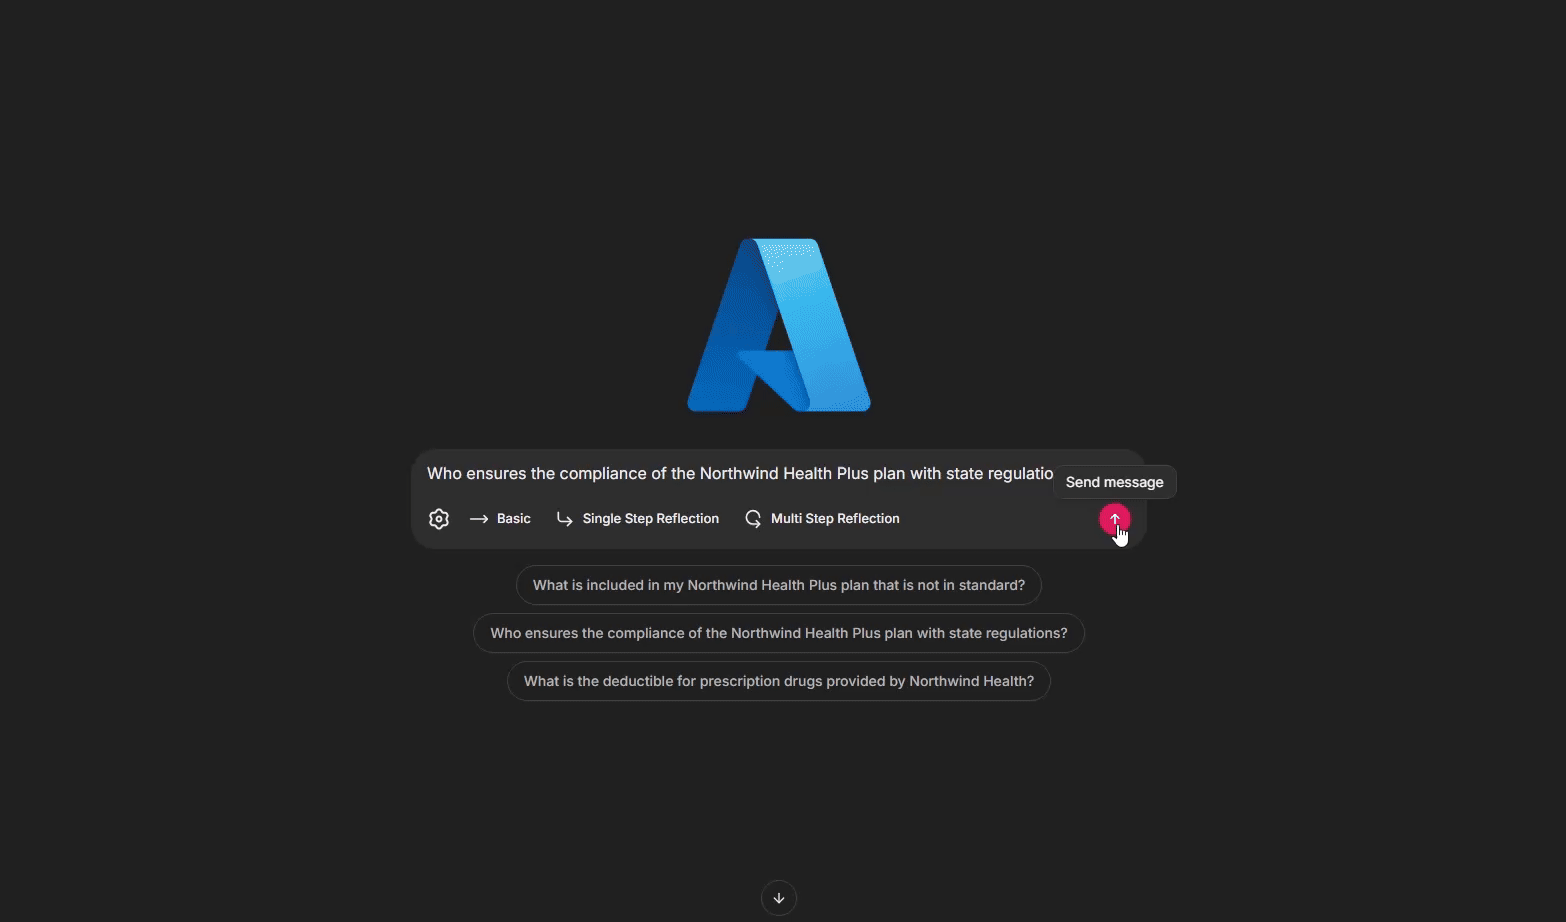 Who ensures the compliance of the Northwind Health Plus plan with state regulatio
Send message
Basic
Single Step Reflection
Multi Step Reflection
What is included in my Northwind Health Plus plan that is not in standard?
Who ensures the compliance of the Northwind Health Plus plan with state regulations?
What is the deductible for prescription drugs provided by Northwind Health?